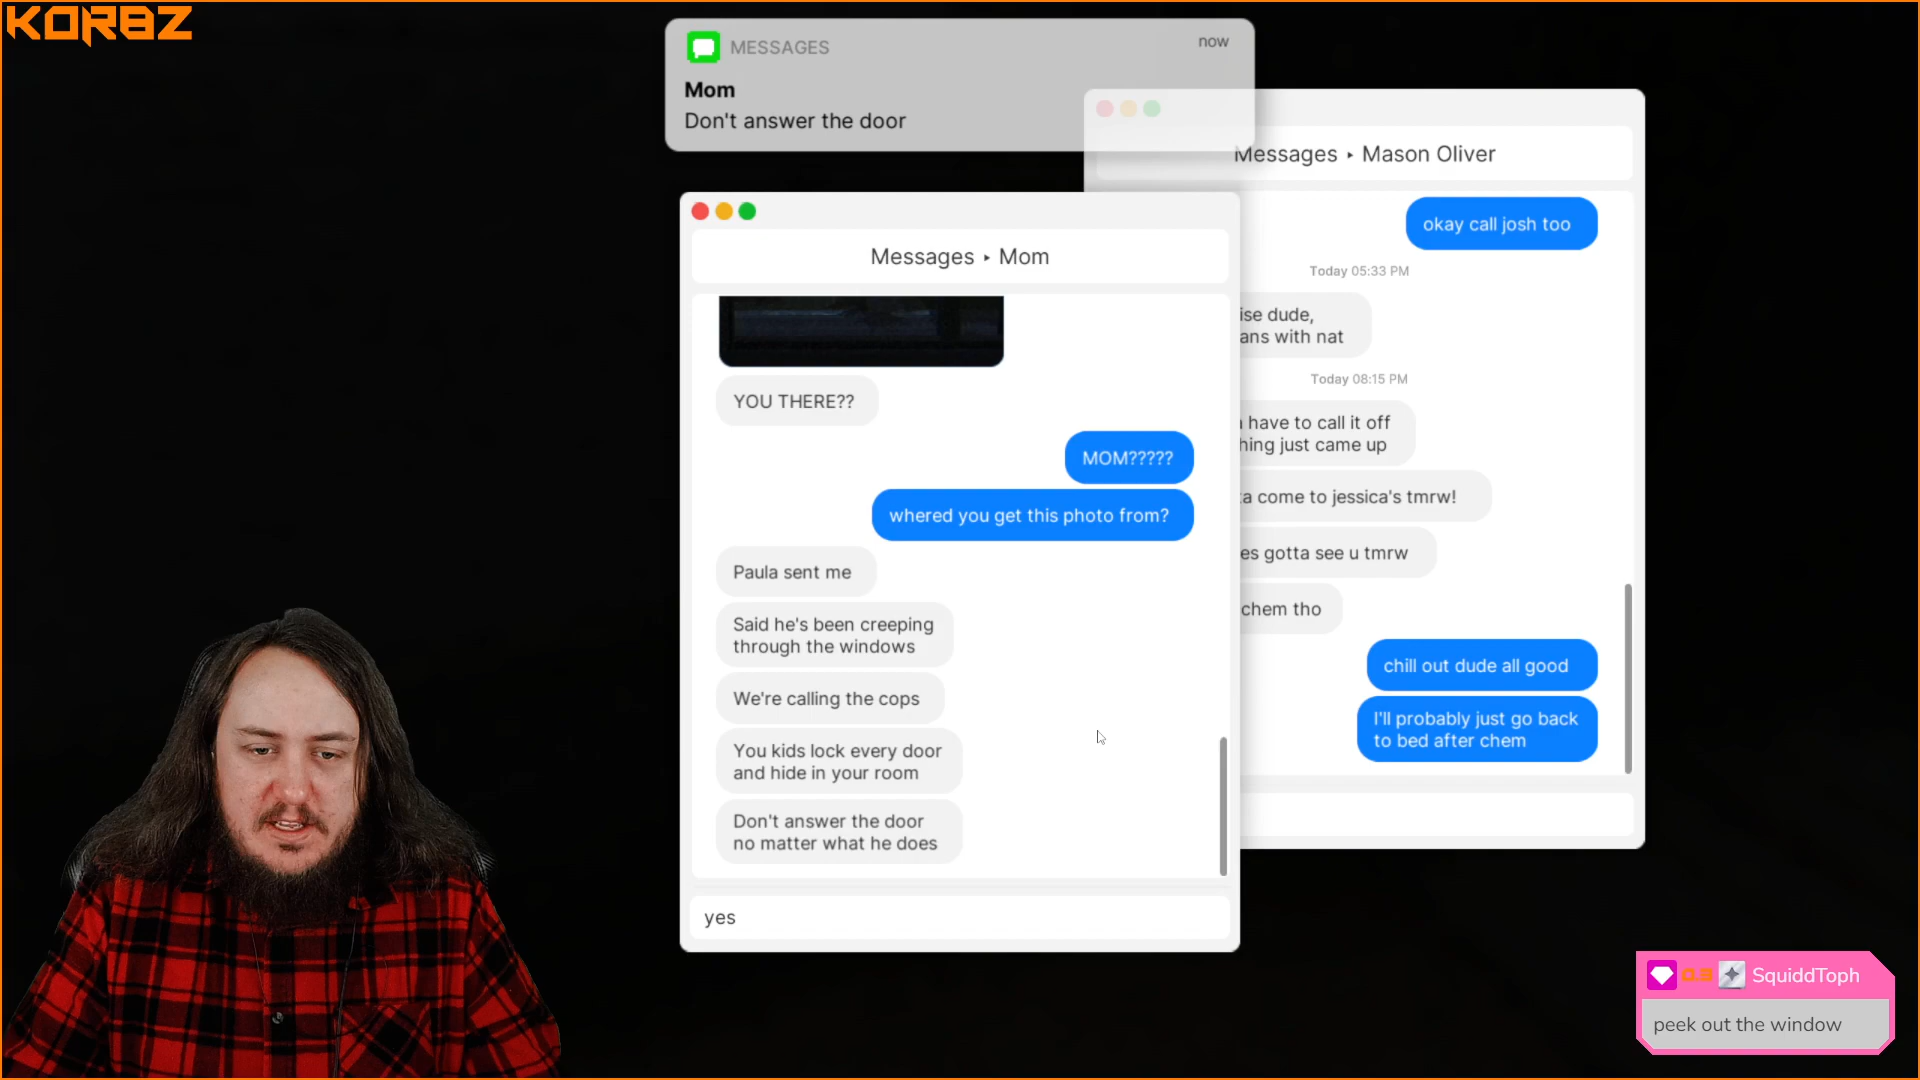 KORBZ
MESSAGES
now
Mom
Don't answer the door
Messages ▸ Mason Oliver
okay call josh too
Today 05:33 PM
ise dude,
ans with nat
Today 08:15 PM
have to call it off
hing just came up
a come to jessica's tmrw!
es gotta see u tmrw
chem tho
chill out dude all good
I'll probably just go back
to bed after chem
Messages ▸ Mom
YOU THERE??
MOM?????
whered you get this photo from?
Paula sent me
Said he's been creeping
through the windows
We're calling the cops
You kids lock every door
and hide in your room
Don't answer the door
no matter what he does
yes
0.3 SquiddToph
peek out the window